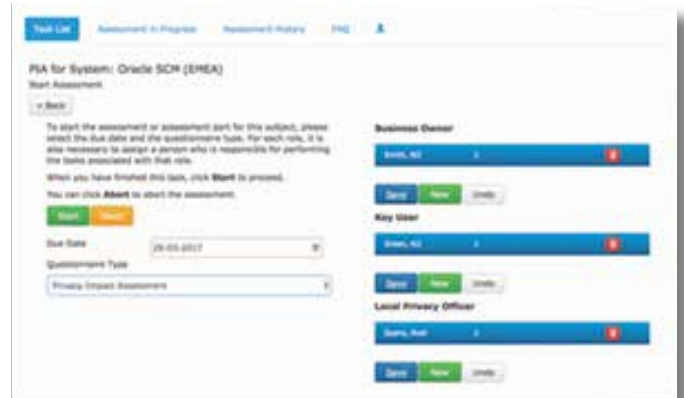 Task List Assessment in Progress Assessment History FAQ
PIA for System: Oracle SCM (EMEA)
Start Assessment
< Back
To start the assessment or assessment part for this subject, please
select the due date and the questionnaire type. For each role, it is
also necessary to assign a person who is responsible for performing
the tasks associated with that role.
When you have finished this task, click Start to proceed.
You can click Abort to abort the assessment.
Start Abort
Due Date
Questionnaire Type
Privacy Impact Assessment
Business Owner
Save New Undo
Key User
Save New Undo
Local Privacy Officer
Save New Undo